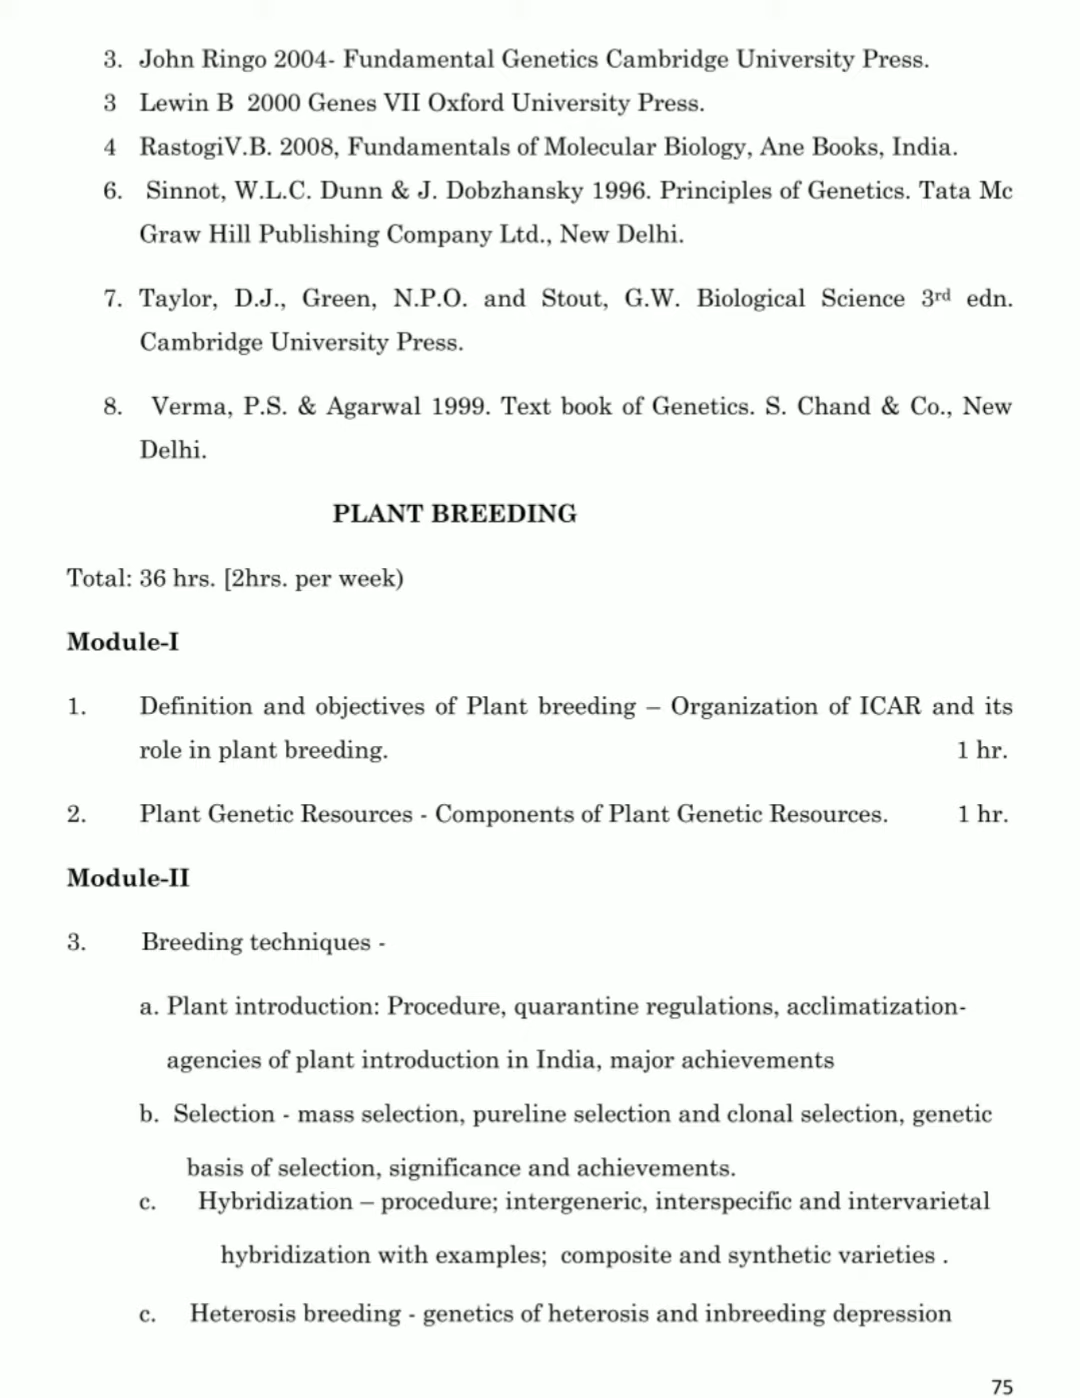 3. John Ringo 2004- Fundamental Genetics Cambridge University Press.
3 Lewin B 2000 Genes VII Oxford University Press.
4 RastogiV.B. 2008, Fundamentals of Molecular Biology, Ane Books, India.
6. Sinnot, W.L.C. Dunn & J. Dobzhansky 1996. Principles of Genetics. Tata Mc
Graw Hill Publishing Company Ltd., New Delhi.
7. Taylor, D.J., Green, N.P.O. and Stout, G.W. Biological Science 3rd edn.
Cambridge University Press.
8. Verma, P.S. & Agarwal 1999. Text book of Genetics. S. Chand & Co., New
Delhi.
PLANT BREEDING
Total: 36 hrs. [2hrs. per week)
Module-I
1. Definition and objectives of Plant breeding – Organization of ICAR and its
role in plant breeding. 1 hr.
2. Plant Genetic Resources - Components of Plant Genetic Resources. 1 hr.
Module-II
3. Breeding techniques -
a. Plant introduction: Procedure, quarantine regulations, acclimatization-
agencies of plant introduction in India, major achievements
b. Selection - mass selection, pureline selection and clonal selection, genetic
basis of selection, significance and achievements.
c. Hybridization – procedure; intergeneric, interspecific and intervarietal
hybridization with examples; composite and synthetic varieties .
c. Heterosis breeding - genetics of heterosis and inbreeding depression
75